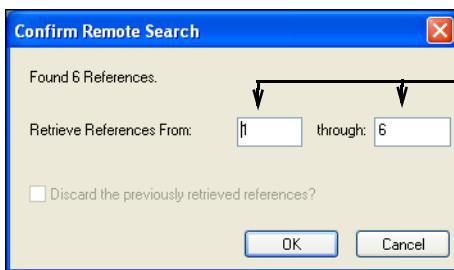 Confirm Remote Search
Found 6 References.
Retrieve References From: 1 through: 6
Discard the previously retrieved references?
OK Cancel